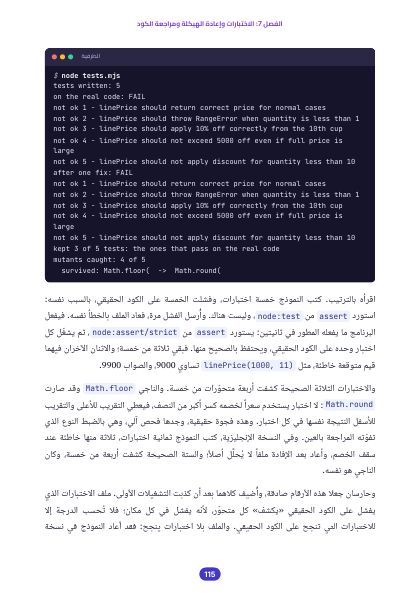 الفصل 7: الاختبارات وإعادة الهيكلة ومراجعة الكود
الطرفية
$ node tests.mjs
tests written: 5
on the real code: FAIL
not ok 1 - linePrice should return correct price for normal cases
not ok 2 - linePrice should throw RangeError when quantity is less than 1
not ok 3 - linePrice should apply 10% off correctly from the 10th cup
not ok 4 - linePrice should not exceed 5000 off even if full price is
large
not ok 5 - linePrice should not apply discount for quantity less than 10
after one fix: FAIL
not ok 1 - linePrice should return correct price for normal cases
not ok 2 - linePrice should throw RangeError when quantity is less than 1
not ok 3 - linePrice should apply 10% off correctly from the 10th cup
not ok 4 - linePrice should not exceed 5000 off even if full price is
large
not ok 5 - linePrice should not apply discount for quantity less than 10
kept 3 of 5 tests: the ones that pass on the real code
mutants caught: 4 of 5
survived: Math.floor( -> Math.round(
اقرأه بالترتيب. كتب النموذج خمسة اختبارات، وفشلت الخمسة على الكود الحقيقي، بالسبب نفسه:
استورد assert من node:test، وليست هناك. وأُرسل الفشل مرة، فعاد الملف بالخطأ نفسه. فيفعل
البرنامج ما يفعله المطور في ثانيتين: يستورد assert من node:assert/strict، ثم يشغّل كل
اختبار وحده على الكود الحقيقي، ويحتفظ بالصحيح منها. فبقي ثلاثة من خمسة، والاثنان الآخران فيهما
قيم متوقعة خاطئة، مثل linePrice(1000, 11) تساوي 9000، والصواب 9900.
والاختبارات الثلاثة الصحيحة كشفت أربعة متحوّرات من خمسة. والناجي Math.floor وقد صارت
Math.round: لا اختبار يستخدم سعراً لخصمه كسر أكبر من النصف، فيعطي التقريب للأعلى والتقريب
للأسفل النتيجة نفسها في كل اختبار. وهذه فجوة حقيقية، وجدها فحص آلي، وهي بالضبط النوع الذي
تفوّته المراجعة بالعين. وفي النسخة الإنجليزية، كتب النموذج ثمانية اختبارات، ثلاثة منها خاطئة عند
سقف الخصم، وأعاد بعد الإفادة ملفاً لا يُحلَّل أصلاً؛ والستة الصحيحة كشفت أربعة من خمسة، وكان
الناجي هو نفسه.
وحارسان جعلا هذه الأرقام صادقة، وأُضيف كلاهما بعد أن كذبت التشغيلات الأولى. ملف الاختبارات الذي
يفشل على الكود الحقيقي «يكشف» كل متحوّر، لأنه يفشل في كل مكان؛ فلا تُحسب الدرجة إلا
للاختبارات التي تنجح على الكود الحقيقي. والملف بلا اختبارات ينجح: فقد أعاد النموذج في نسخة
115